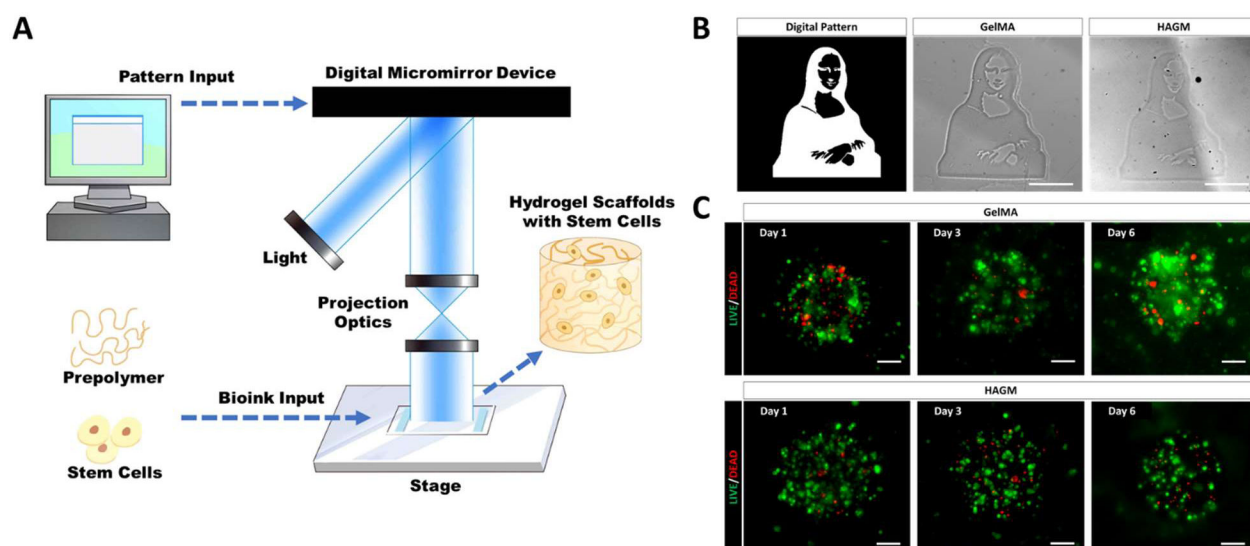 A
Pattern Input
Digital Micromirror Device
Light
Projection
Optics
Hydrogel Scaffolds
with Stem Cells
Prepolymer
Bioink Input
Stem Cells
Stage
B
Digital Pattern
GelMA
HAGM
C
GelMA
LIVE/DEAD
Day 1
Day 3
Day 6
HAGM
LIVE/DEAD
Day 1
Day 3
Day 6